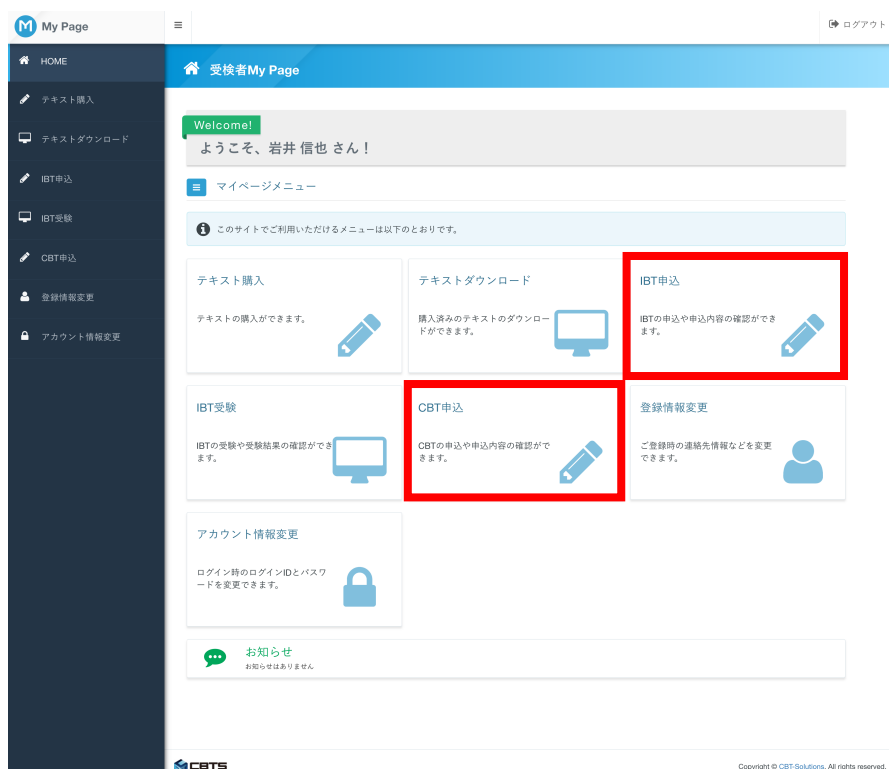 My Page
ログアウト
HOME
テキスト購入
テキストダウンロード
IBT申込
IBT受験
CBT申込
登録情報変更
アカウント情報変更
受検者My Page
Welcome!
ようこそ、岩井 信也 さん！
マイページメニュー
このサイトでご利用いただけるメニューは以下のとおりです。
テキスト購入
テキストの購入ができます。
テキストダウンロード
購入済みのテキストのダウンロー
ドができます。
IBT申込
IBTの申込や申込内容の確認ができ
ます。
IBT受験
IBTの受験や受験結果の確認ができ
ます。
CBT申込
CBTの申込や申込内容の確認がで
きます。
登録情報変更
ご登録時の連絡先情報などを変更
できます。
アカウント情報変更
ログイン時のログインIDとパスワ
ードを変更できます。
お知らせ
お知らせはありません
CBTS
Copyright © CBT-Solutions. All rights reserved.